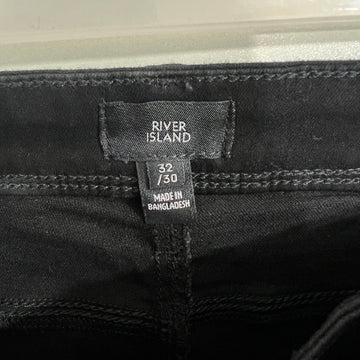 RIVER
ISLAND
32
/30
MADE IN
BANGLADESH